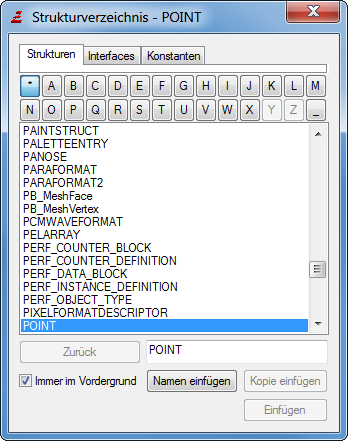 Strukturverzeichnis - POINT
Strukturen Interfaces Konstanten
* A B C D E F G H I J K L M
N O P Q R S T U V W X Y Z _
PAINTSTRUCT
PALETTEENTRY
PANOSE
PARAFORMAT
PARAFORMAT2
PB_MeshFace
PB_MeshVertex
PCMWAVEFORMAT
PELARRAY
PERF_COUNTER_BLOCK
PERF_COUNTER_DEFINITION
PERF_DATA_BLOCK
PERF_INSTANCE_DEFINITION
PERF_OBJECT_TYPE
PIXELFORMATDESCRIPTOR
POINT
Zurück POINT
Immer im Vordergrund Namen einfügen Kopie einfügen
Einfügen